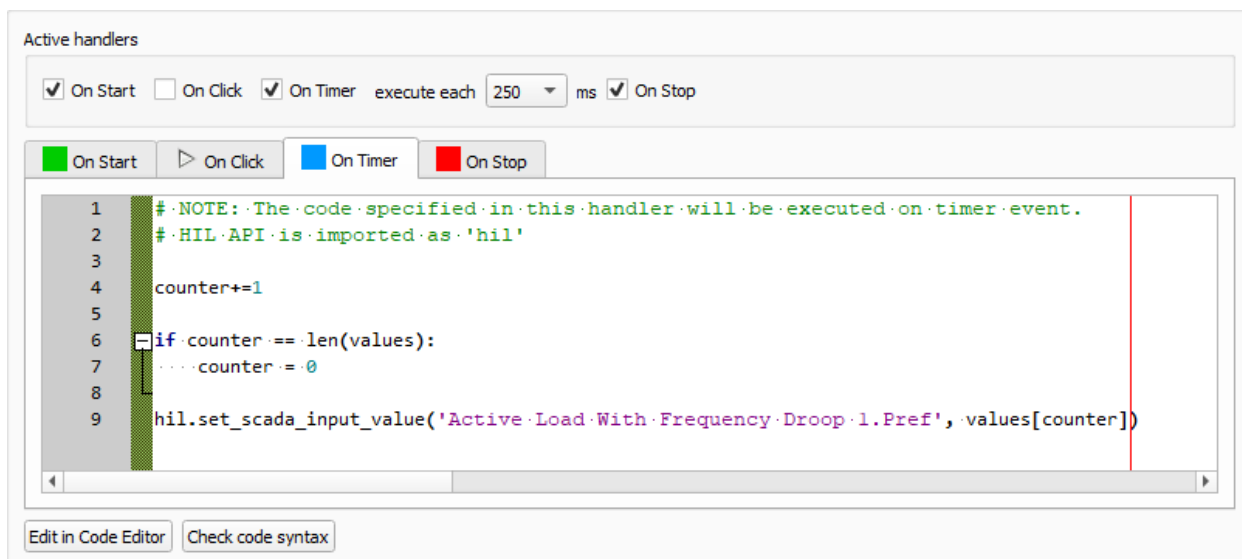 Active handlers
On Start On Click On Timer execute each 250 ms On Stop
On Start On Click On Timer On Stop
1 # NOTE: The code specified in this handler will be executed on timer event.
2 # HIL API is imported as 'hil'
3
4 counter+=1
5
6 if counter == len(values):
7     counter = 0
8
9 hil.set_scada_input_value('Active Load With Frequency Droop 1.Pref', values[counter])
Edit in Code Editor Check code syntax